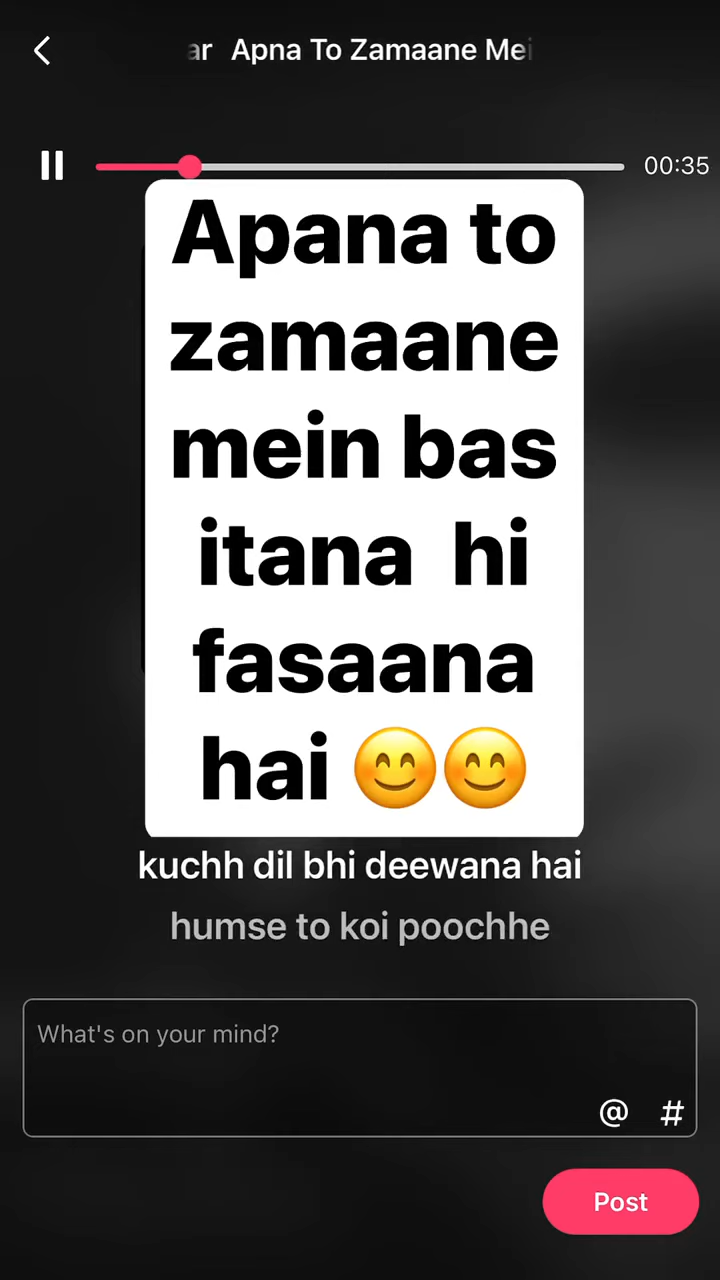 ar Apna To Zamaane Mei
00:35
Apana to
zamaane
mein bas
itana hi
fasaana
hai 😊😊
kuchh dil bhi deewana hai
humse to koi poochhe
What's on your mind?
@ #
Post